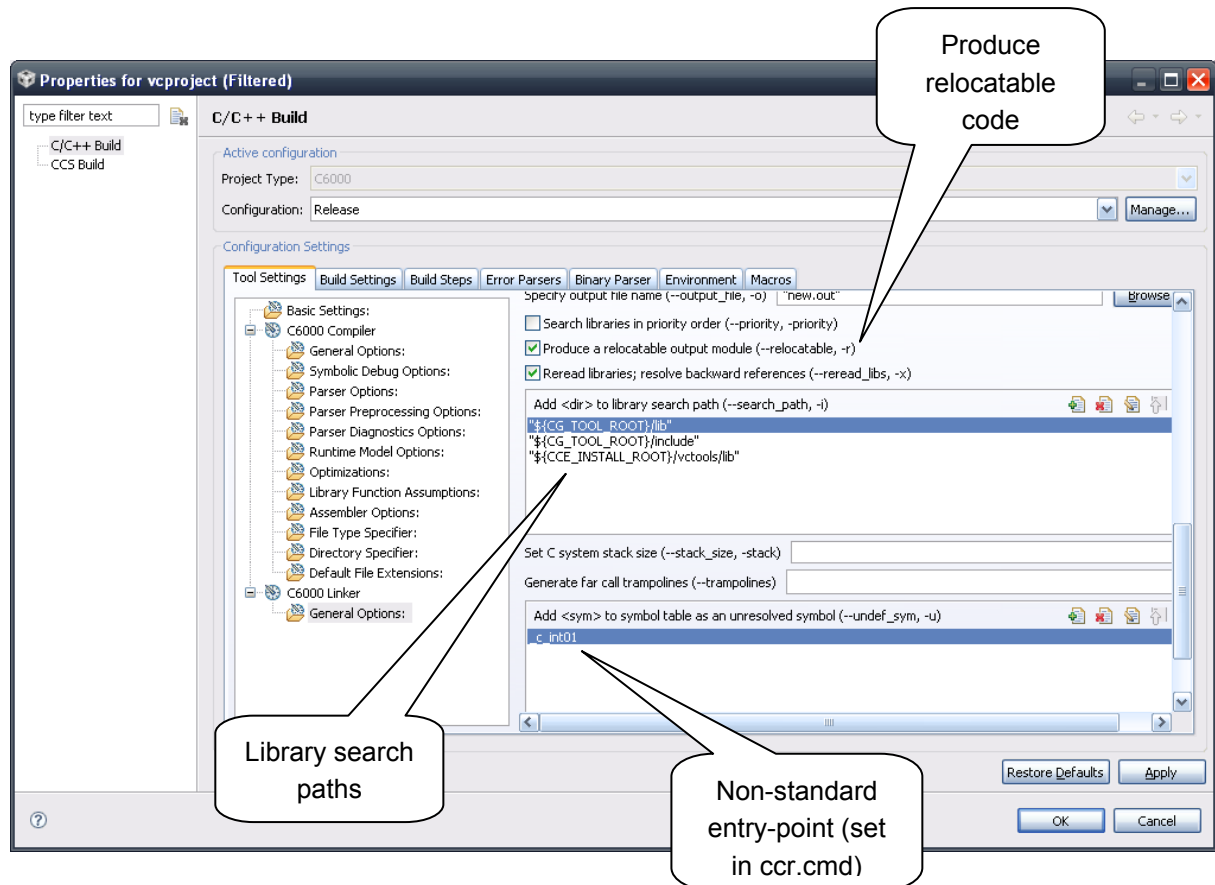 Produce
relocatable
code
Properties for vcproject (Filtered)
type filter text
C/C++ Build
CCS Build
C/C++ Build
Active configuration
Project Type: C6000
Configuration: Release
Manage...
Configuration Settings
Tool Settings Build Settings Build Steps Error Parsers Binary Parser Environment Macros
Basic Settings:
C6000 Compiler
General Options:
Symbolic Debug Options:
Parser Options:
Parser Preprocessing Options:
Parser Diagnostics Options:
Runtime Model Options:
Optimizations:
Library Function Assumptions:
Assembler Options:
File Type Specifier:
Directory Specifier:
Default File Extensions:
C6000 Linker
General Options:
Specify output file name (--output_file, -o) "new.out" Browse
Search libraries in priority order (--priority, -priority)
Produce a relocatable output module (--relocatable, -r)
Reread libraries; resolve backward references (--reread_libs, -x)
Add <dir> to library search path (--search_path, -i)
"${CG_TOOL_ROOT}/lib"
"${CG_TOOL_ROOT}/include"
"${CCE_INSTALL_ROOT}/vctools/lib"
Set C system stack size (--stack_size, -stack)
Generate far call trampolines (--trampolines)
Add <sym> to symbol table as an unresolved symbol (--undef_sym, -u)
_c_int01
Library search
paths
Non-standard
entry-point (set
in ccr.cmd)
Restore Defaults Apply
OK Cancel